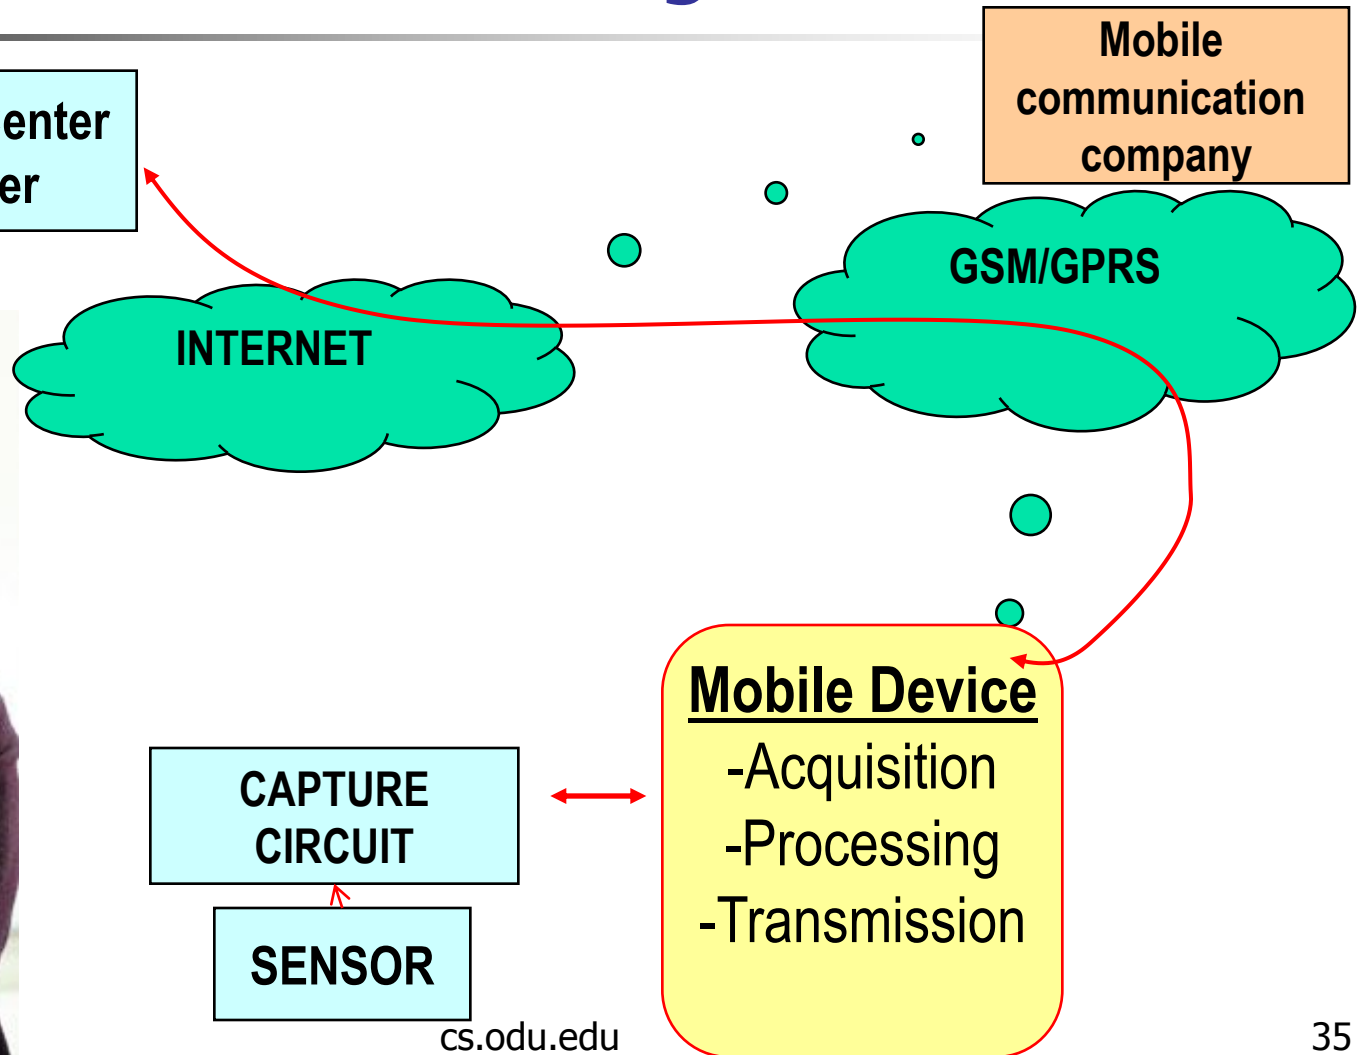 Mobile
communication
company
enter
er
GSM/GPRS
INTERNET
Mobile Device
-Acquisition
-Processing
-Transmission
CAPTURE
CIRCUIT
SENSOR
cs.odu.edu
35